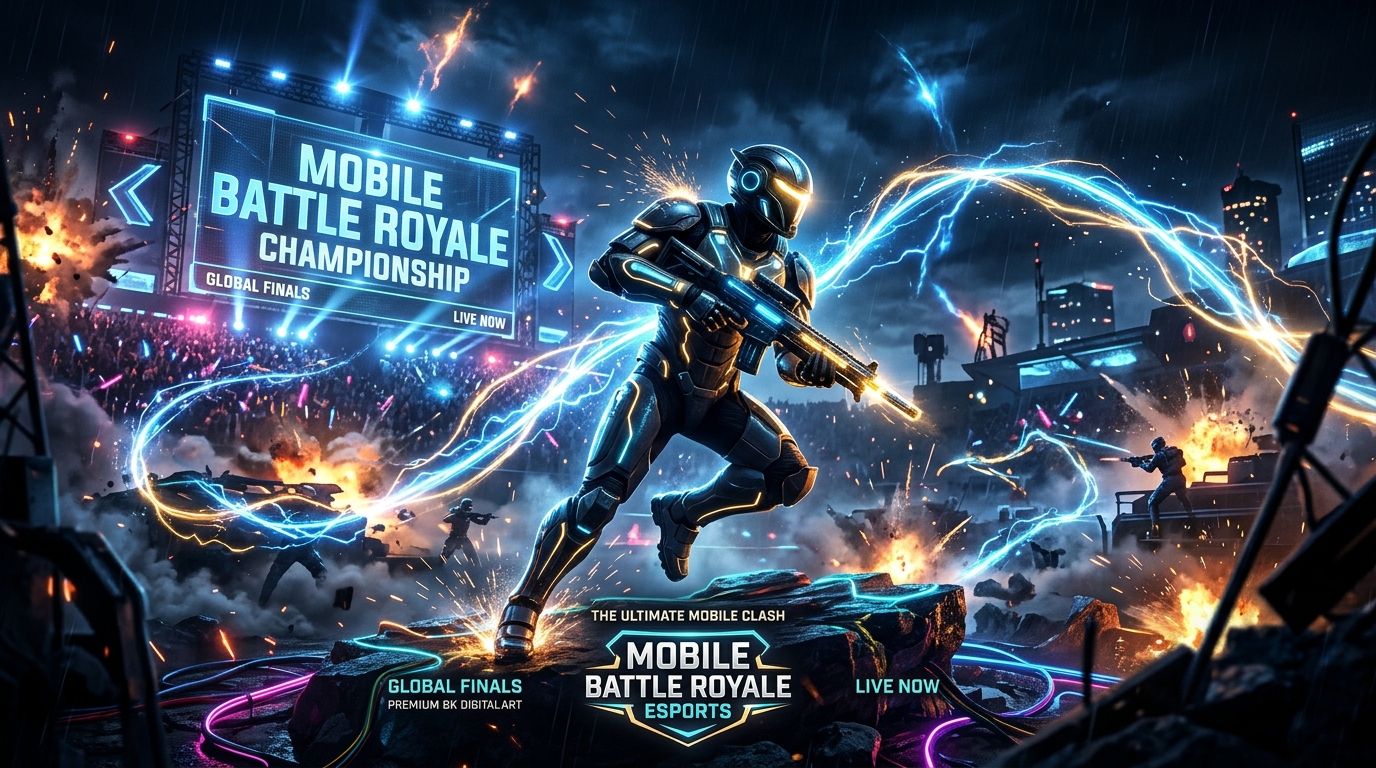 MOBILE
BATTLE ROYALE
CHAMPIONSHIP
GLOBAL FINALS
LIVE NOW
THE ULTIMATE MOBILE CLASH
MOBILE
BATTLE ROYALE
ESPORTS
GLOBAL FINALS
PREMIUM 8K DIGITALART
LIVE NOW